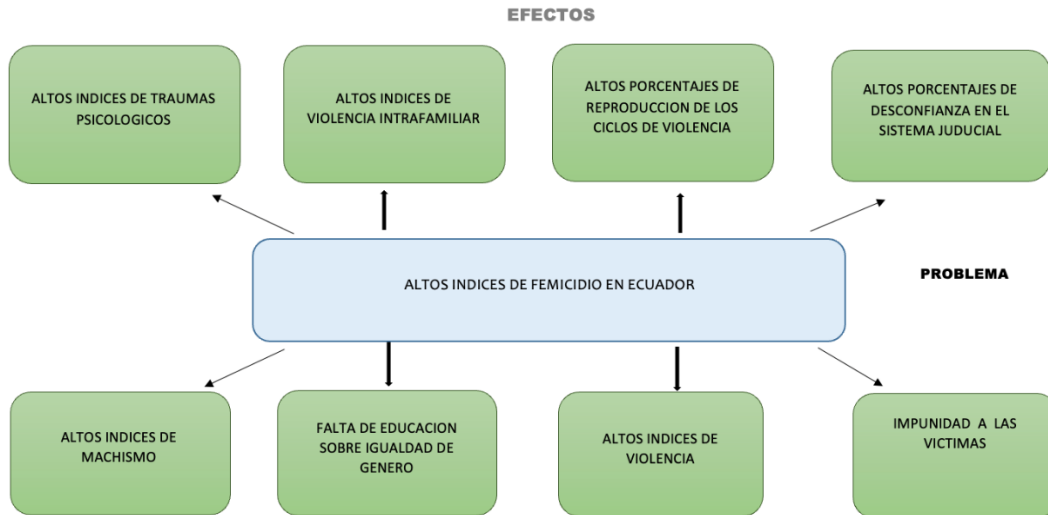 EFECTOS
ALTOS INDICES DE TRAUMAS
PSICOLOGICOS
ALTOS INDICES DE
VIOLENCIA INTRAFAMILIAR
ALTOS PORCENTAJES DE
REPRODUCCION DE LOS
CICLOS DE VIOLENCIA
ALTOS PORCENTAJES DE
DESCONFIANZA EN EL
SISTEMA JUDUCIAL
ALTOS INDICES DE FEMICIDIO EN ECUADOR
PROBLEMA
ALTOS INDICES DE
MACHISMO
FALTA DE EDUCACION
SOBRE IGUALDAD DE
GENERO
ALTOS INDICES DE
VIOLENCIA
IMPUNIDAD A LAS
VICTIMAS